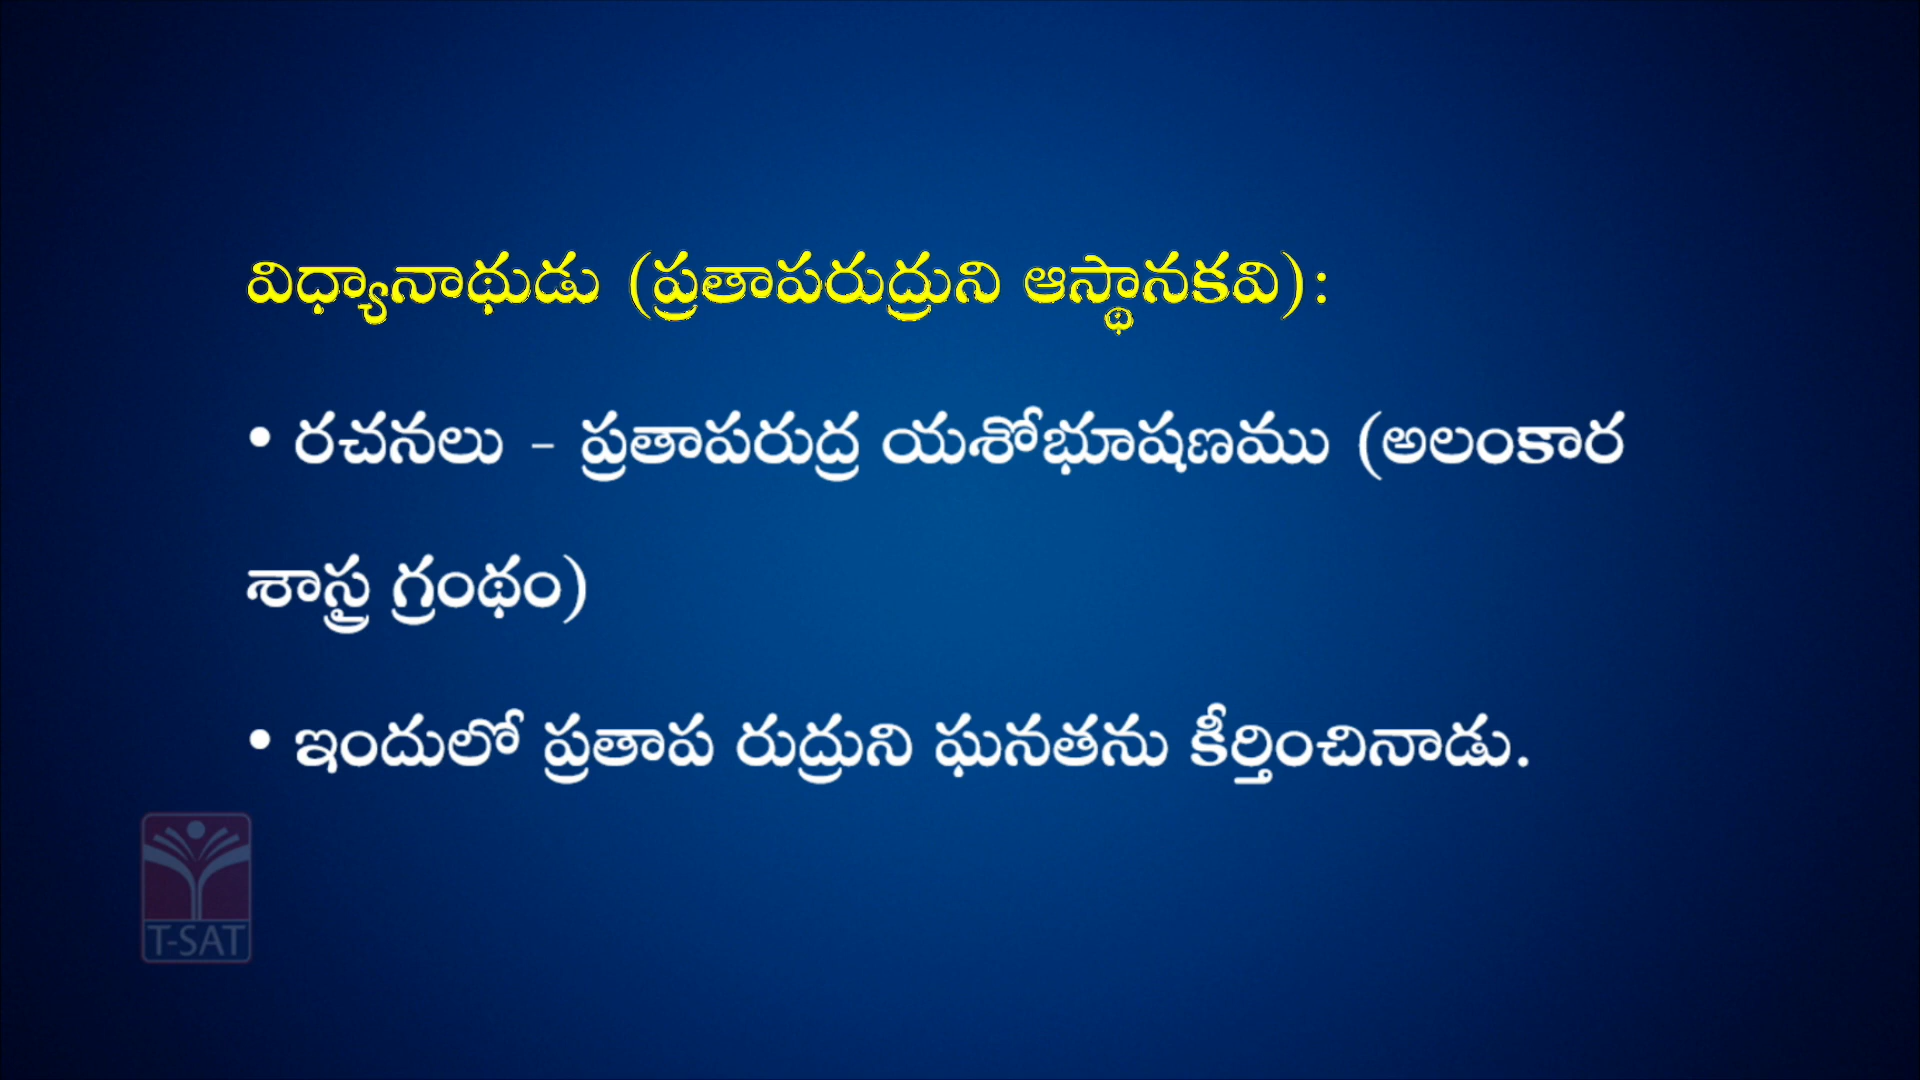 విధ్యానాథుడు (ప్రతాపరుద్రుని ఆస్థానకవి):
• రచనలు - ప్రతాపరుద్ర యశోభూషణము (అలంకార
శాస్త్ర గ్రంథం)
• ఇందులో ప్రతాప రుద్రుని ఘనతను కీర్తించినాడు.
T-SAT